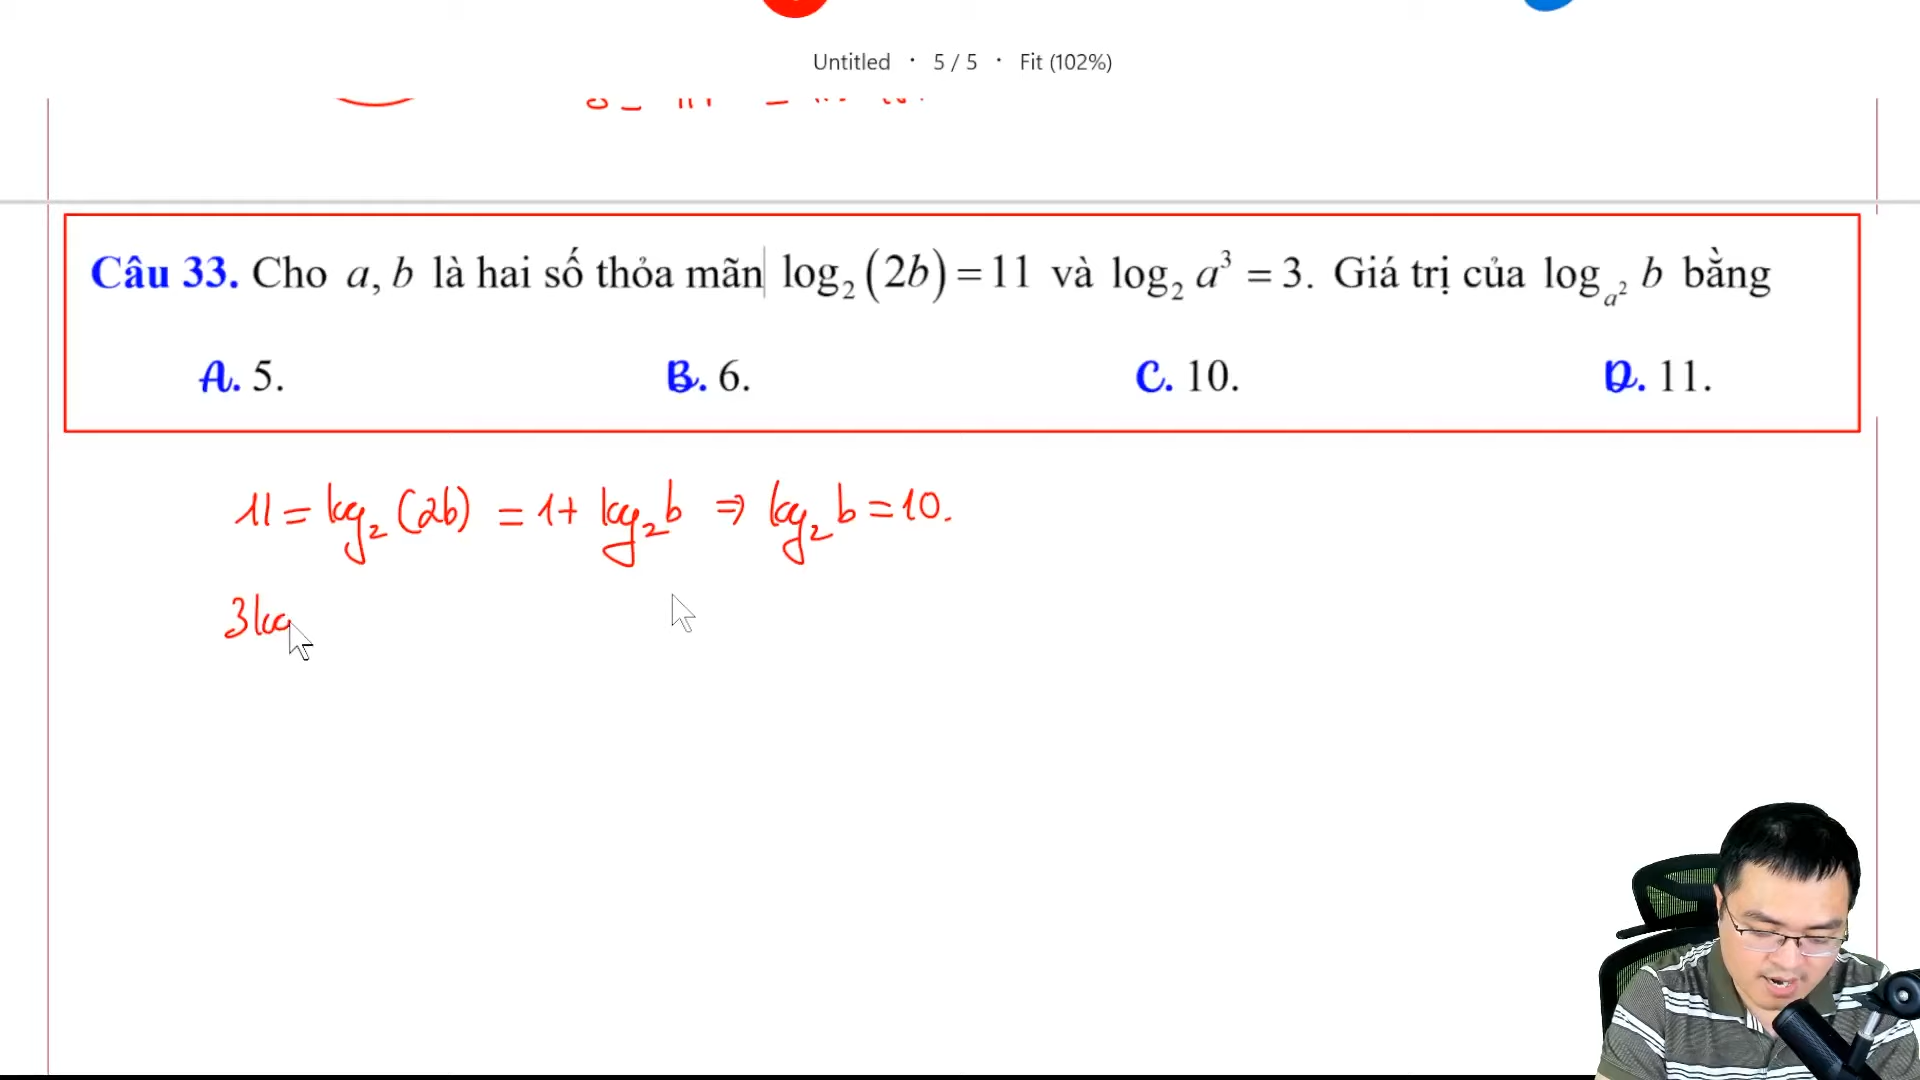 Untitled · 5 / 5 · Fit (102%)
Câu 33. Cho a, b là hai số thỏa mãn log₂(2b) = 11 và log₂ a³ = 3. Giá trị của log_{a²} b bằng
A. 5. B. 6. C. 10. D. 11.
11 = log₂(2b) = 1 + log₂b ⇒ log₂b = 10.
3log